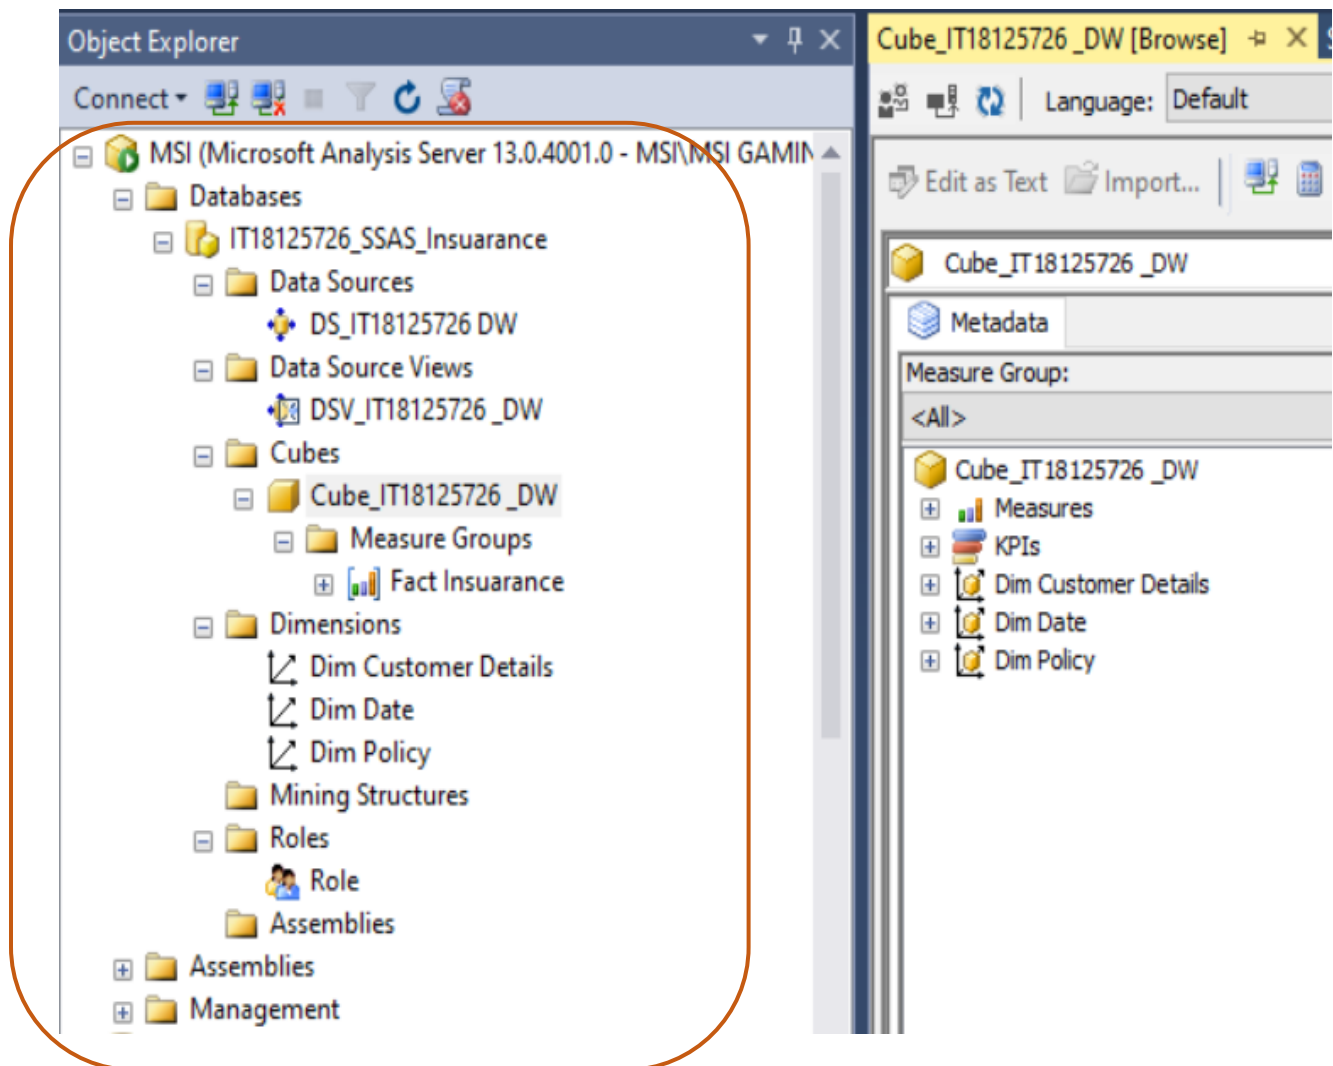 Object Explorer
Connect
MSI (Microsoft Analysis Server 13.0.4001.0 - MSI\MSI GAMIN
Databases
IT18125726_SSAS_Insuarance
Data Sources
DS_IT18125726 DW
Data Source Views
DSV_IT18125726 _DW
Cubes
Cube_IT18125726 _DW
Measure Groups
Fact Insuarance
Dimensions
Dim Customer Details
Dim Date
Dim Policy
Mining Structures
Roles
Role
Assemblies
Assemblies
Management
Cube_IT18125726 _DW [Browse]
Language: Default
Edit as Text Import...
Cube_IT18125726 _DW
Metadata
Measure Group:
<All>
Cube_IT18125726 _DW
Measures
KPIs
Dim Customer Details
Dim Date
Dim Policy